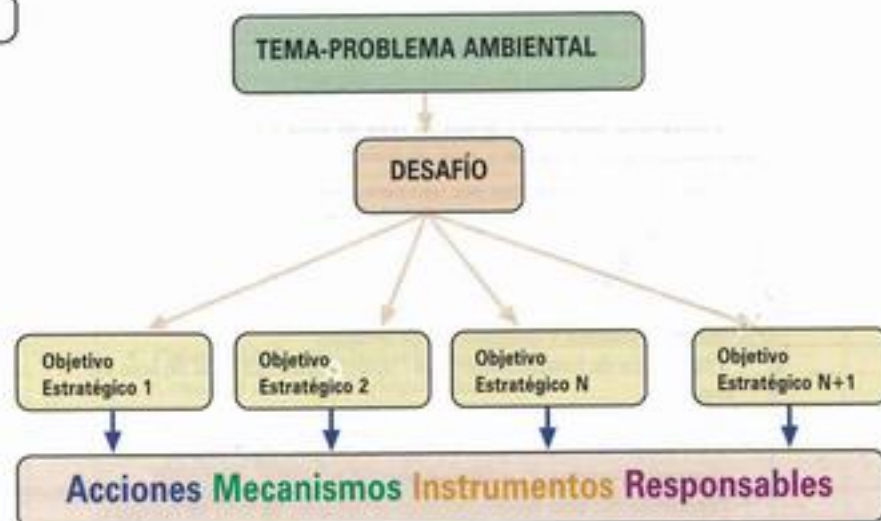 TEMA-PROBLEMA AMBIENTAL
DESAFÍO
Objetivo
Estratégico 1
Objetivo
Estratégico 2
Objetivo
Estratégico N
Objetivo
Estratégico N+1
Acciones Mecanismos Instrumentos Responsables